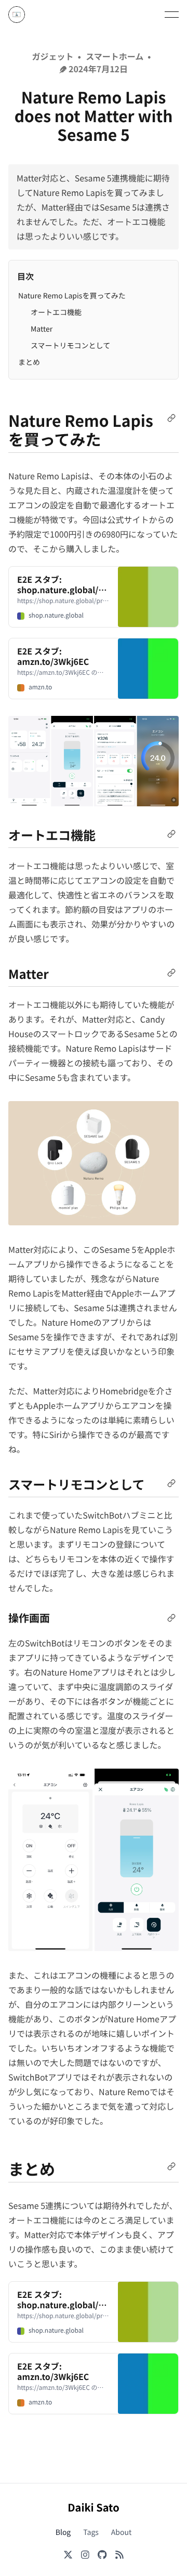 ガジェット • スマートホーム •
2024年7月12日
Nature Remo Lapis
does not Matter with
Sesame 5
Matter対応と、Sesame 5連携機能に期待
してNature Remo Lapisを買ってみまし
たが、Matter経由ではSesame 5は連携さ
れませんでした。ただ、オートエコ機能
は思ったよりいい感じです。
目次
Nature Remo Lapisを買ってみた
オートエコ機能
Matter
スマートリモコンとして
まとめ
Nature Remo Lapis
を買ってみた
Nature Remo Lapisは、その本体の小石のよ
うな見た目と、内蔵された温湿度計を使って
エアコンの設定を自動で最適化するオートエ
コ機能が特徴です。今回は公式サイトからの
予約限定で1000円引きの6980円になっていた
ので、そこから購入しました。
E2E スタブ:
shop.nature.global/…
https://shop.nature.global/pr…
shop.nature.global
E2E スタブ:
amzn.to/3Wkj6EC
https://amzn.to/3Wkj6EC の…
amzn.to
オートエコ機能
オートエコ機能は思ったよりいい感じで、室
温と時間帯に応じてエアコンの設定を自動で
最適化して、快適性と省エネのバランスを取
ってくれます。節約額の目安はアプリのホー
ム画面にも表示され、効果が分かりやすいの
が良い感じです。
Matter
オートエコ機能以外にも期待していた機能が
あります。それが、Matter対応と、Candy
HouseのスマートロックであるSesame 5との
接続機能です。Nature Remo Lapisはサード
パーティー機器との接続も謳っており、その
中にSesame 5も含まれています。
Matter対応により、このSesame 5をAppleホ
ームアプリから操作できるようになることを
期待していましたが、残念ながらNature
Remo LapisをMatter経由でAppleホームアプ
リに接続しても、Sesame 5は連携されません
でした。Nature Homeのアプリからは
Sesame 5を操作できますが、それであれば別
にセサミアプリを使えば良いかなという印象
です。
ただ、Matter対応によりHomebridgeを介さ
ずともAppleホームアプリからエアコンを操
作できるようになったのは単純に素晴らしい
です。特にSiriから操作できるのが最高です
ね。
スマートリモコンとして
これまで使っていたSwitchBotハブミニと比
較しながらNature Remo Lapisを見ていこう
と思います。まずリモコンの登録について
は、どちらもリモコンを本体の近くで操作す
るだけでほぼ完了し、大きな差は感じられま
せんでした。
操作画面
左のSwitchBotはリモコンのボタンをそのま
まアプリに持ってきているようなデザインで
す。右のNature Homeアプリはそれとは少し
違っていて、まず中央に温度調節のスライダ
ーがあり、その下には各ボタンが機能ごとに
配置されている感じです。温度のスライダー
の上に実際の今の室温と湿度が表示されると
いうのが気が利いているなと感じました。
エアコン
24°C
ON
OFF
エアコン
24°
また、これはエアコンの機種によると思うの
であまり一般的な話ではないかもしれません
が、自分のエアコンには内部クリーンという
機能があり、このボタンがNature Homeアプ
リでは表示されるのが地味に嬉しいポイント
でした。いちいちオンオフするような機能で
は無いので大した問題ではないのですが、
SwitchBotアプリではそれが表示されないの
が少し気になっており、Nature Remoではそ
ういった細かいところまで気を遣って対応し
ているのが好印象でした。
まとめ
Sesame 5連携については期待外れでしたが、
オートエコ機能には今のところ満足していま
す。Matter対応で本体デザインも良く、アプ
リの操作感も良いので、このまま使い続けて
いこうと思います。
E2E スタブ:
shop.nature.global/…
https://shop.nature.global/pr…
shop.nature.global
E2E スタブ:
amzn.to/3Wkj6EC
https://amzn.to/3Wkj6EC の…
amzn.to
Daiki Sato
Blog Tags About